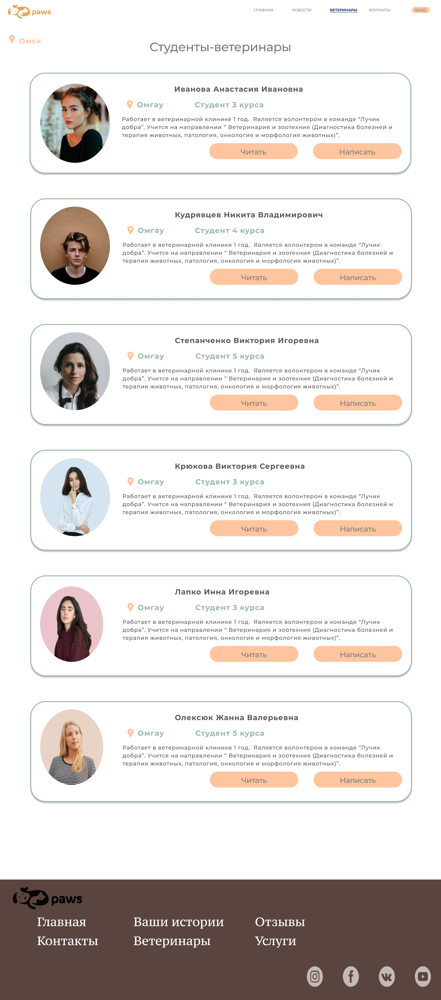 paws
ГЛАВНАЯ НОВОСТИ ВЕТЕРИНАРЫ КОНТАКТЫ ВХОД
Омск
Студенты-ветеринары
Иванова Анастасия Ивановна
Омгау Студент 3 курса
Работает в ветеринарной клинике 1 год.  Является волонтером в команде “Лучик
добра”. Учится на направлении “ Ветеринария и зоотехния (Диагностика болезней и
терапия животных, патология, онкология и морфология животных)”.
Читать Написать
Кудрявцев Никита Владимирович
Омгау Студент 4 курса
Работает в ветеринарной клинике 1 год.  Является волонтером в команде “Лучик
добра”. Учится на направлении “ Ветеринария и зоотехния (Диагностика болезней и
терапия животных, патология, онкология и морфология животных)”.
Читать Написать
Степанченко Виктория Игоревна
Омгау Студент 5 курса
Работает в ветеринарной клинике 1 год.  Является волонтером в команде “Лучик
добра”. Учится на направлении “ Ветеринария и зоотехния (Диагностика болезней и
терапия животных, патология, онкология и морфология животных)”.
Читать Написать
Крюкова Виктория Сергеевна
Омгау Студент 3 курса
Работает в ветеринарной клинике 1 год.  Является волонтером в команде “Лучик
добра”. Учится на направлении “ Ветеринария и зоотехния (Диагностика болезней и
терапия животных, патология, онкология и морфология животных)”.
Читать Написать
Лапко Инна Игоревна
Омгау Студент 3 курса
Работает в ветеринарной клинике 1 год.  Является волонтером в команде “Лучик
добра”. Учится на направлении “ Ветеринария и зоотехния (Диагностика болезней и
терапия животных, патология, онкология и морфология животных)”.
Читать Написать
Олексюк Жанна Валерьевна
Омгау Студент 5 курса
Работает в ветеринарной клинике 1 год.  Является волонтером в команде “Лучик
добра”. Учится на направлении “ Ветеринария и зоотехния (Диагностика болезней и
терапия животных, патология, онкология и морфология животных)”.
Читать Написать
paws
Главная Ваши истории Отзывы
Контакты Ветеринары Услуги